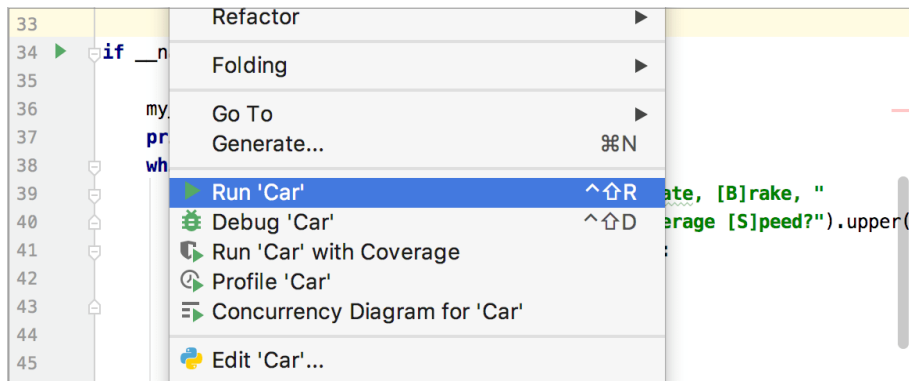 33 Refactor
34 if __n
Folding
35
36 my_ Go To
37 pr Generate... ⌘N
38 wh
39 Run 'Car' ^⇧R ate, [B]rake, "
40 Debug 'Car' ^⇧D erage [S]peed?").upper(
41 Run 'Car' with Coverage :
42 Profile 'Car'
43 Concurrency Diagram for 'Car'
44
45 Edit 'Car'...